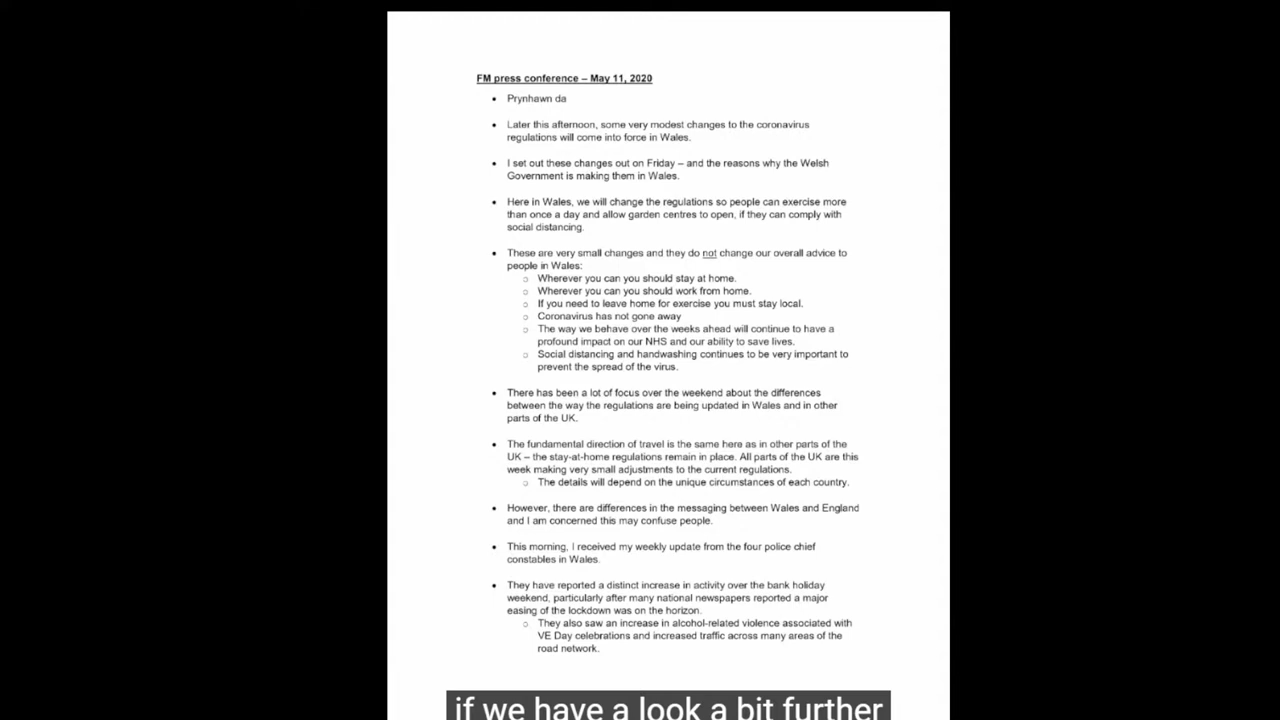 FM press conference – May 11, 2020
• Prynhawn da
• Later this afternoon, some very modest changes to the coronavirus
regulations will come into force in Wales.
• I set out these changes out on Friday – and the reasons why the Welsh
Government is making them in Wales.
• Here in Wales, we will change the regulations so people can exercise more
than once a day and allow garden centres to open, if they can comply with
social distancing.
• These are very small changes and they do not change our overall advice to
people in Wales:
o Wherever you can you should stay at home.
o Wherever you can you should work from home.
o If you need to leave home for exercise you must stay local.
o Coronavirus has not gone away
o The way we behave over the weeks ahead will continue to have a
profound impact on our NHS and our ability to save lives.
o Social distancing and handwashing continues to be very important to
prevent the spread of the virus.
• There has been a lot of focus over the weekend about the differences
between the way the regulations are being updated in Wales and in other
parts of the UK.
• The fundamental direction of travel is the same here as in other parts of the
UK – the stay-at-home regulations remain in place. All parts of the UK are this
week making very small adjustments to the current regulations.
o The details will depend on the unique circumstances of each country.
• However, there are differences in the messaging between Wales and England
and I am concerned this may confuse people.
• This morning, I received my weekly update from the four police chief
constables in Wales.
• They have reported a distinct increase in activity over the bank holiday
weekend, particularly after many national newspapers reported a major
easing of the lockdown was on the horizon.
o They also saw an increase in alcohol-related violence associated with
VE Day celebrations and increased traffic across many areas of the
road network.
if we have a look a bit further